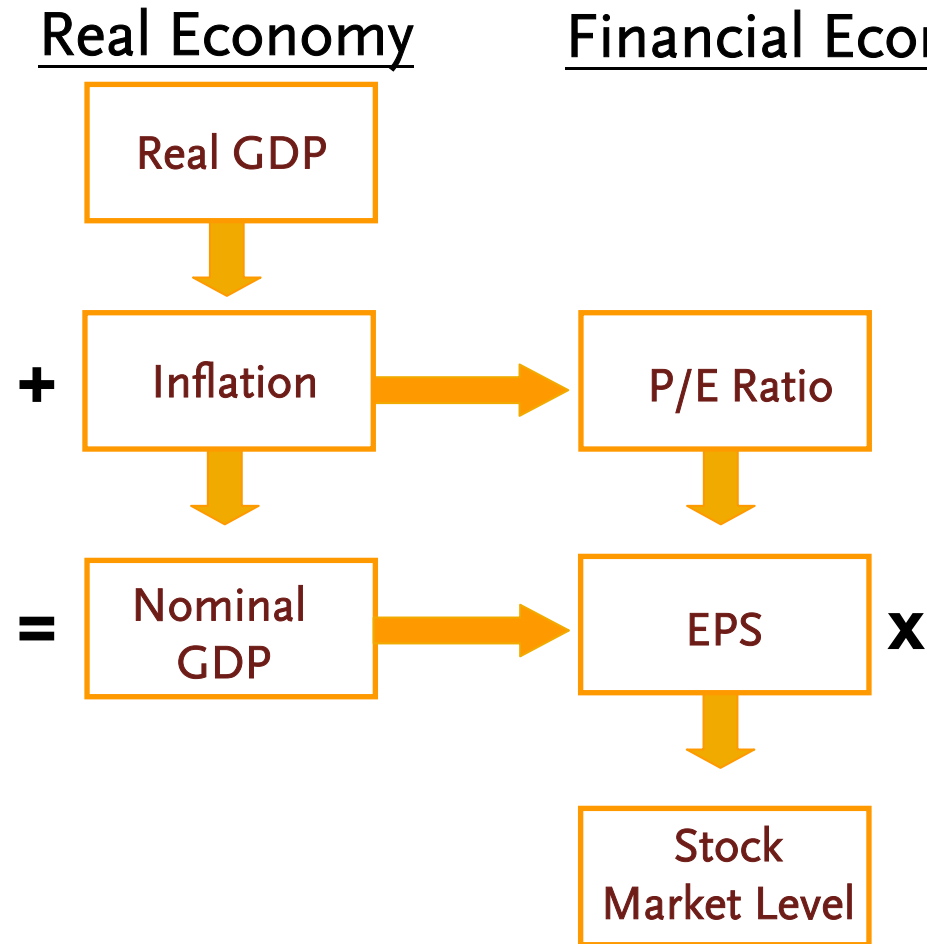 Real Economy
Financial Econ
Real GDP
+
Inflation
P/E Ratio
=
Nominal
GDP
EPS
x
Stock
Market Level